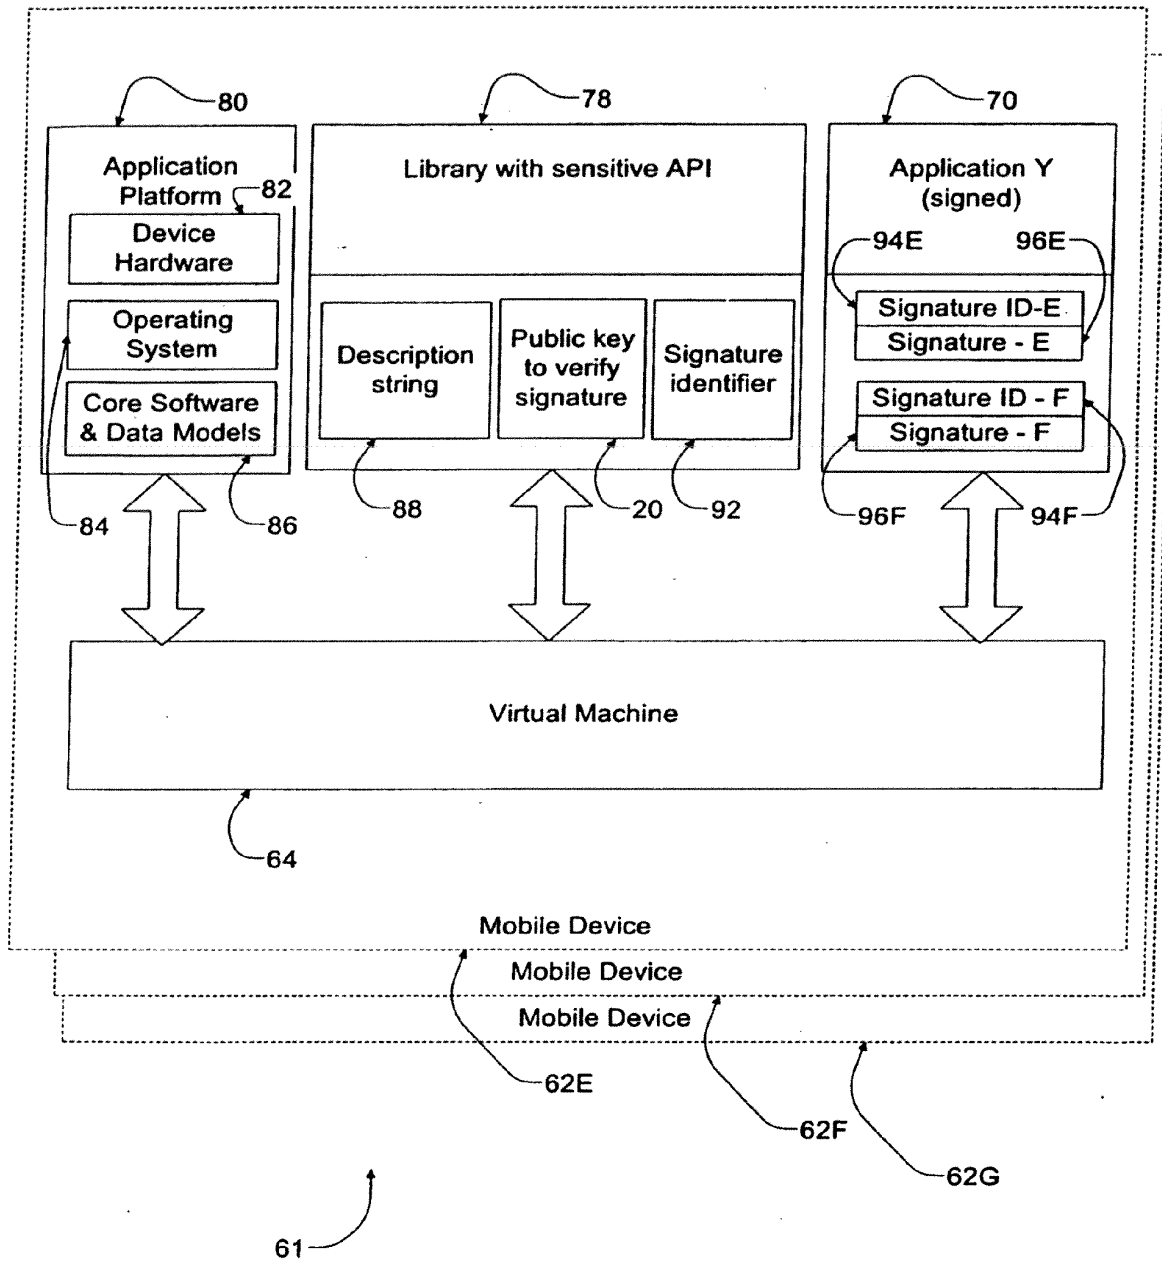 80
78
70
Application
Platform
82
Device
Hardware
Operating
System
Core Software
& Data Models
84
86
Library with sensitive API
Description
string
Public key
to verify
signature
Signature
identifier
88
20
92
Application Y
(signed)
94E
96E
Signature ID-E
Signature - E
Signature ID - F
Signature - F
96F
94F
Virtual Machine
64
Mobile Device
Mobile Device
Mobile Device
62E
62F
62G
61